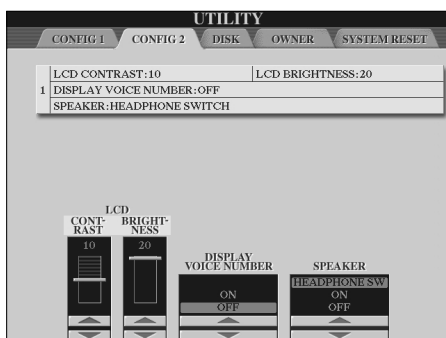 UTILITY
CONFIG 1 CONFIG 2 DISK OWNER SYSTEM RESET
LCD CONTRAST:10 LCD BRIGHTNESS:20
1 DISPLAY VOICE NUMBER:OFF
SPEAKER:HEADPHONE SWITCH
LCD
CONT- BRIGHT-
RAST NESS
10 20
DISPLAY
VOICE NUMBER SPEAKER
HEADPHONE SW
ON ON
OFF OFF